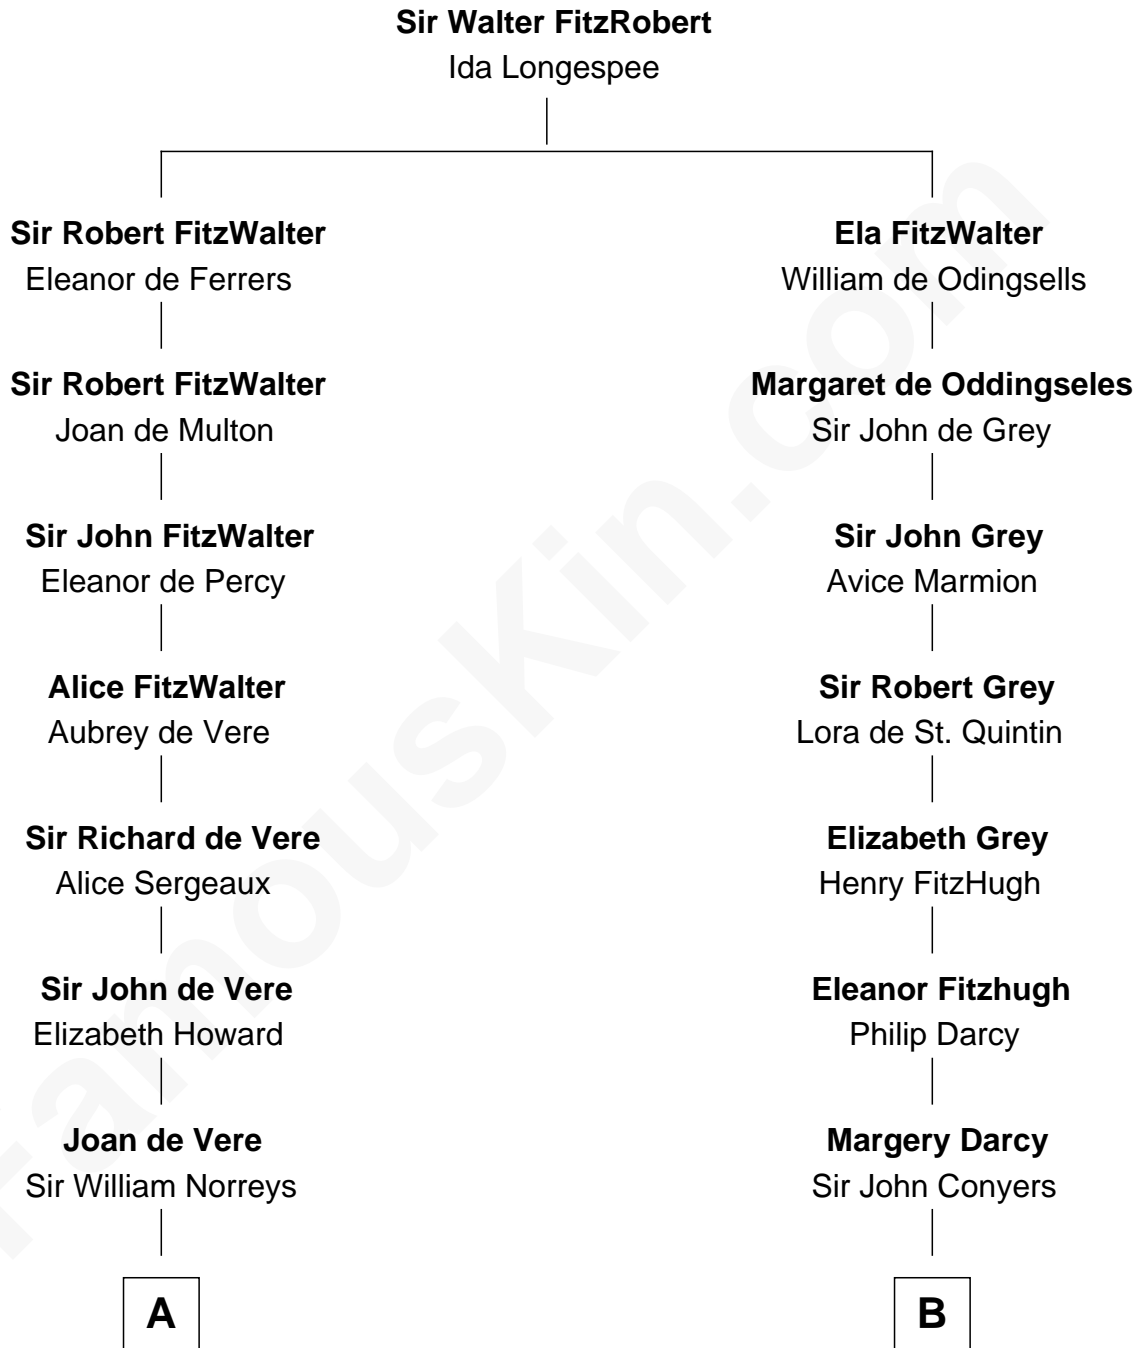 Sir Walter FitzRobert
Ida Longespee
Sir Robert FitzWalter
Eleanor de Ferrers
Ela FitzWalter
William de Odingsells
Sir Robert FitzWalter
Joan de Multon
Margaret de Oddingseles
Sir John de Grey
Sir John FitzWalter
Eleanor de Percy
Sir John Grey
Avice Marmion
Alice FitzWalter
Aubrey de Vere
Sir Robert Grey
Lora de St. Quintin
Sir Richard de Vere
Alice Sergeaux
Elizabeth Grey
Henry FitzHugh
Sir John de Vere
Elizabeth Howard
Eleanor Fitzhugh
Philip Darcy
Joan de Vere
Sir William Norreys
Margery Darcy
Sir John Conyers
A
B
FamousKin.com